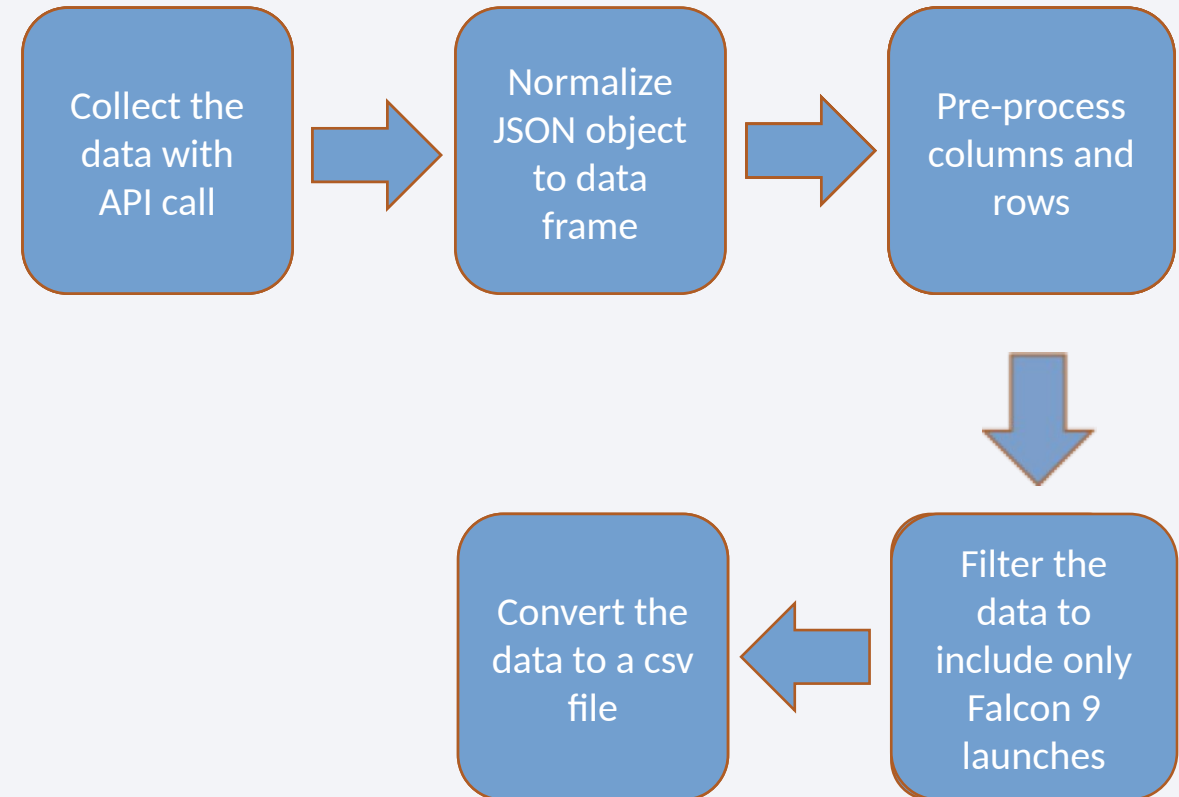 Collect the
data with
API call
Normalize
JSON object
to data
frame
Pre-process
columns and
rows
Filter the
data to
include only
Falcon 9
launches
Convert the
data to a csv
file